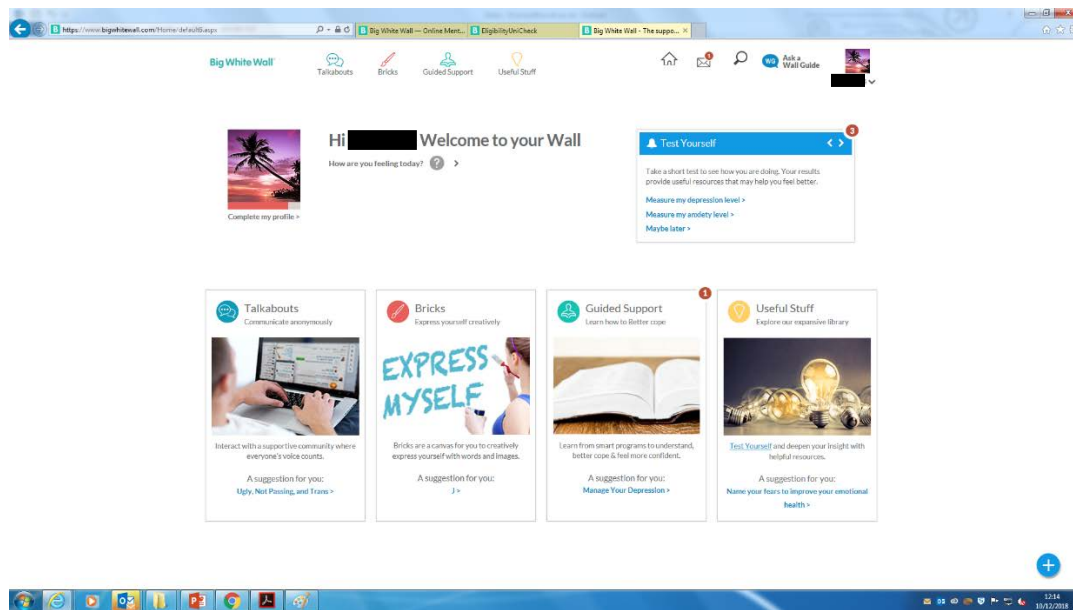 https://www.bigwhitewall.com/Home/default6.aspx
Big White Wall — Online Ment...
DigibilityUniCheck
Big White Wall - The suppo...
Big White Wall
Talkabouts
Bricks
Guided Support
Useful Stuff
WG
Ask a
Wall Guide
Hi
Welcome to your Wall
How are you feeling today? ? >
Complete my profile >
3
Test Yourself
Take a short test to see how you are doing. Your results
provide useful resources that may help you feel better.
Measure my depression level >
Measure my anxiety level >
Maybe later >
Talkabouts
Communicate anonymously
Interact with a supportive community where
everyone's voice counts.
A suggestion for you:
Ugly, Not Passing, and Trans >
Bricks
Express yourself creatively
EXPRESS
MYSELF
Bricks are a canvas for you to creatively
express yourself with words and images.
A suggestion for you:
J >
1
Guided Support
Learn how to Better cope
Learn from smart programs to understand,
better cope & feel more confident.
A suggestion for you:
Manage Your Depression >
Useful Stuff
Explore our expansive library
Test Yourself and deepen your insight with
helpful resources.
A suggestion for you:
Name your fears to improve your emotional
health >
12:14
10/12/2018